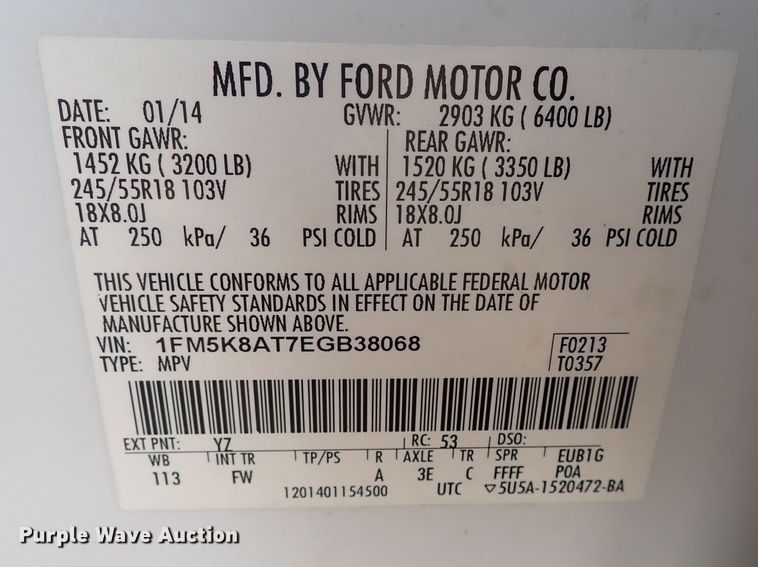 MFD. BY FORD MOTOR CO.
DATE: 01/14 GVWR: 2903 KG ( 6400 LB)
FRONT GAWR: REAR GAWR:
1452 KG ( 3200 LB) WITH 1520 KG ( 3350 LB) WITH
245/55R18 103V TIRES 245/55R18 103V TIRES
18X8.0J RIMS 18X8.0J RIMS
AT 250 kPa/ 36 PSI COLD AT 250 kPa/ 36 PSI COLD
THIS VEHICLE CONFORMS TO ALL APPLICABLE FEDERAL MOTOR
VEHICLE SAFETY STANDARDS IN EFFECT ON THE DATE OF
MANUFACTURE SHOWN ABOVE.
VIN: 1FM5K8AT7EGB38068 F0213
TYPE: MPV T0357
EXT PNT: YZ RC: 53 DSO:
WB INT TR TP/PS R AXLE TR SPR EUB1G
113 FW A 3E C FFFF P0A
1201401154500 UTC ▽5U5A-1520472-BA
Purple Wave Auction